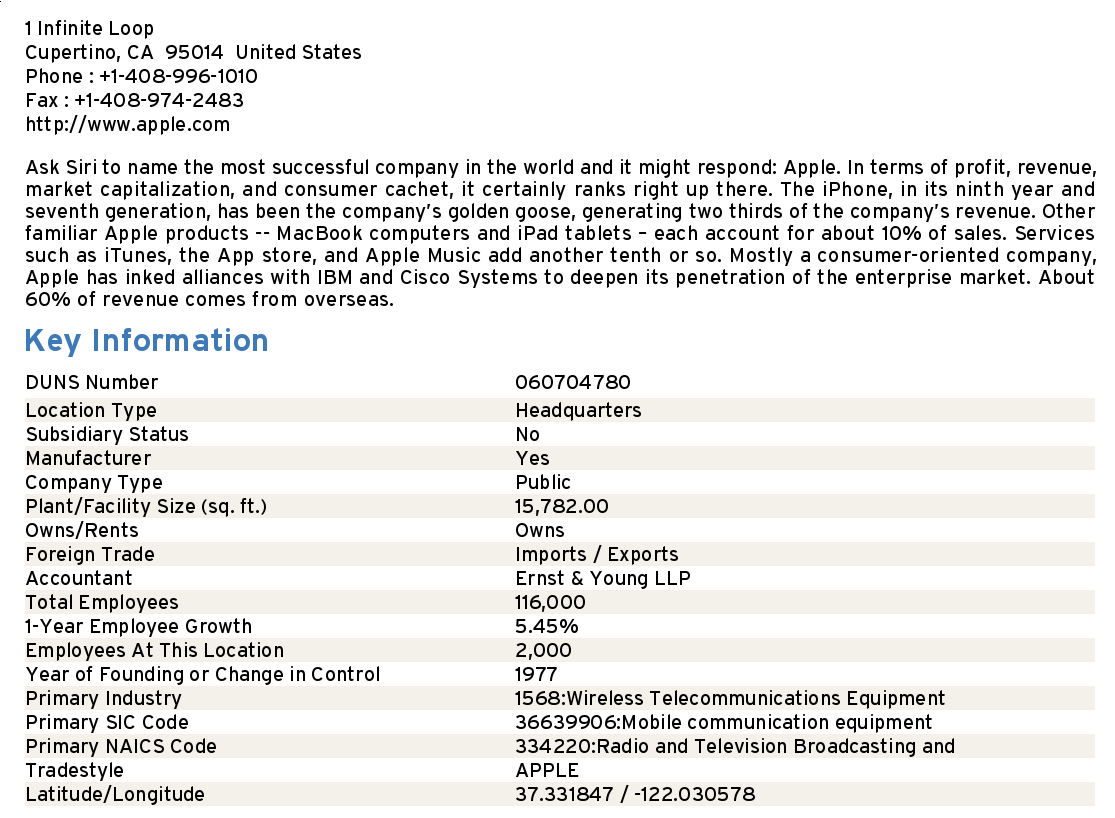 1 Infinite Loop
Cupertino, CA  95014  United States
Phone : +1-408-996-1010
Fax : +1-408-974-2483
http://www.apple.com
Ask Siri to name the most successful company in the world and it might respond: Apple. In terms of profit, revenue,
market capitalization, and consumer cachet, it certainly ranks right up there. The iPhone, in its ninth year and
seventh generation, has been the company's golden goose, generating two thirds of the company's revenue. Other
familiar Apple products -- MacBook computers and iPad tablets – each account for about 10% of sales. Services
such as iTunes, the App store, and Apple Music add another tenth or so. Mostly a consumer-oriented company,
Apple has inked alliances with IBM and Cisco Systems to deepen its penetration of the enterprise market. About
60% of revenue comes from overseas.
Key Information
DUNS Number 060704780
Location Type Headquarters
Subsidiary Status No
Manufacturer Yes
Company Type Public
Plant/Facility Size (sq. ft.) 15,782.00
Owns/Rents Owns
Foreign Trade Imports / Exports
Accountant Ernst & Young LLP
Total Employees 116,000
1-Year Employee Growth 5.45%
Employees At This Location 2,000
Year of Founding or Change in Control 1977
Primary Industry 1568:Wireless Telecommunications Equipment
Primary SIC Code 36639906:Mobile communication equipment
Primary NAICS Code 334220:Radio and Television Broadcasting and
Tradestyle APPLE
Latitude/Longitude 37.331847 / -122.030578